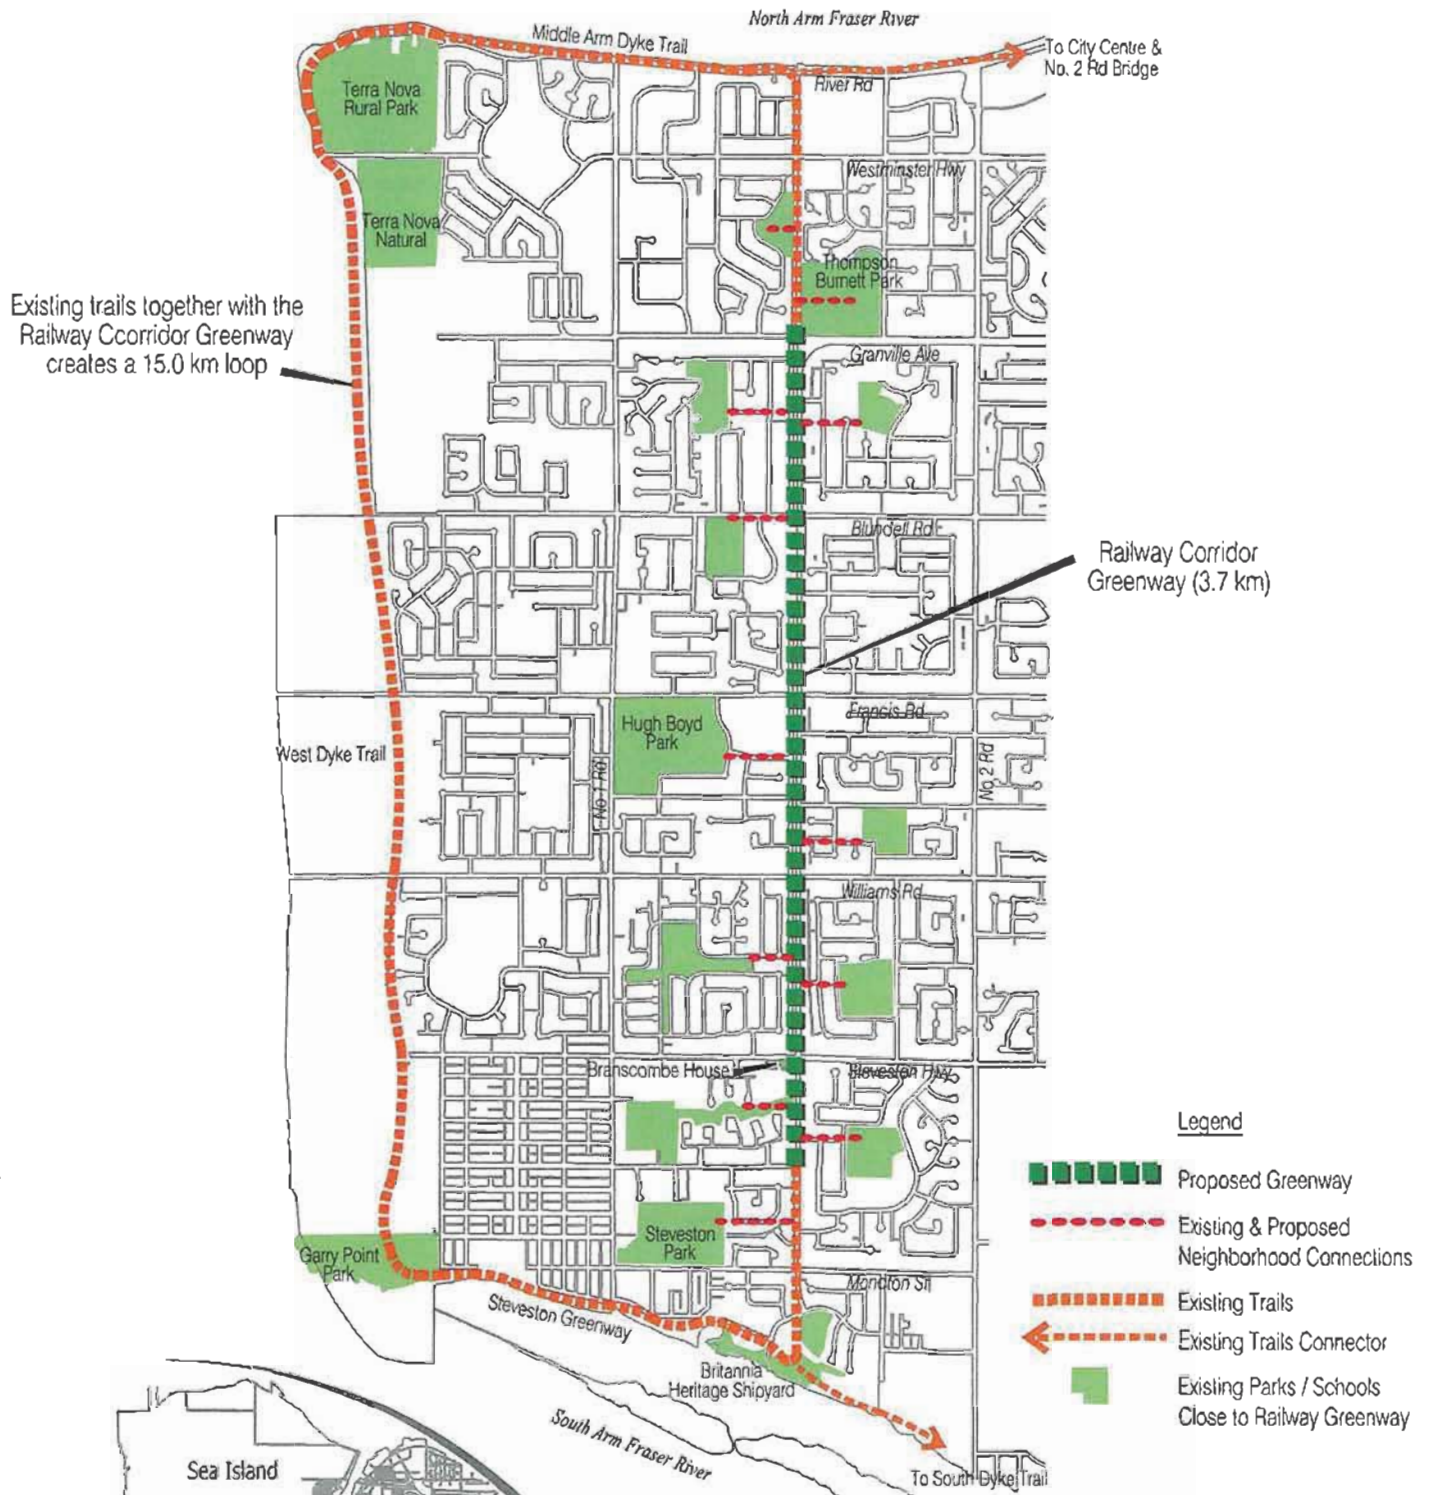 North Arm Fraser River
Middle Arm Dyke Trail
To City Centre &
No. 2 Rd Bridge
River Rd
Terra Nova
Rural Park
Westminster Hwy
Terra Nova
Natural
Thompson
Burnett Park
Existing trails together with the
Railway Ccorridor Greenway
creates a 15.0 km loop
Granville Ave
Blundell Rd
Railway Corridor
Greenway (3.7 km)
Francis Rd
Hugh Boyd
Park
West Dyke Trail
No 1 Rd
No 2 Rd
Williams Rd
Branscombe House
Steveston Hwy
Legend
Proposed Greenway
Existing & Proposed
Neighborhood Connections
Existing Trails
Existing Trails Connector
Existing Parks / Schools
Close to Railway Greenway
Steveston
Park
Garry Point
Park
Moncton St
Steveston Greenway
Britannia
Heritage Shipyard
South Arm Fraser River
Sea Island
To South Dyke Trail